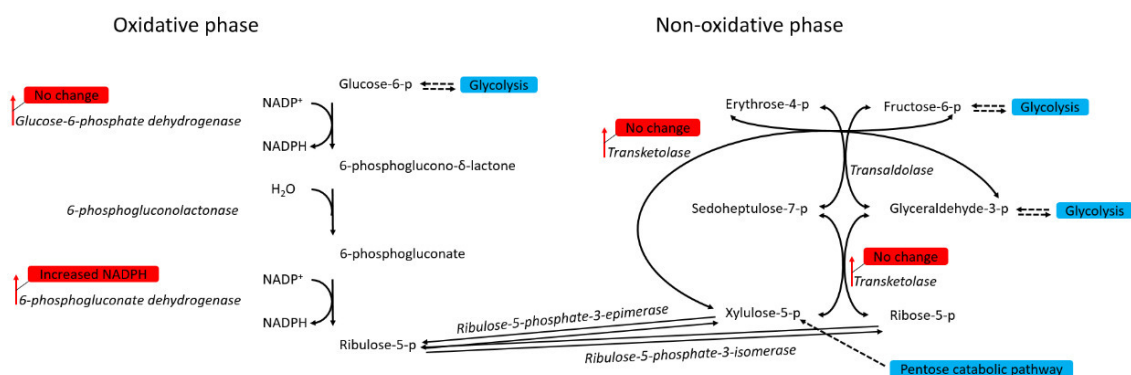 Oxidative phase
Non-oxidative phase
No change
Glucose-6-phosphate dehydrogenase
NADP⁺
NADPH
Glucose-6-p
Glycolysis
6-phosphogluconο-δ-lactone
H₂O
6-phosphogluconolactonase
6-phosphogluconate
Increased NADPH
6-phosphogluconate dehydrogenase
NADP⁺
NADPH
Ribulose-5-p
Ribulose-5-phosphate-3-epimerase
Ribulose-5-phosphate-3-isomerase
Erythrose-4-p
Fructose-6-p
Glycolysis
No change
Transketolase
Transaldolase
Sedoheptulose-7-p
Glyceraldehyde-3-p
Glycolysis
No change
Transketolase
Xylulose-5-p
Ribose-5-p
Pentose catabolic pathway